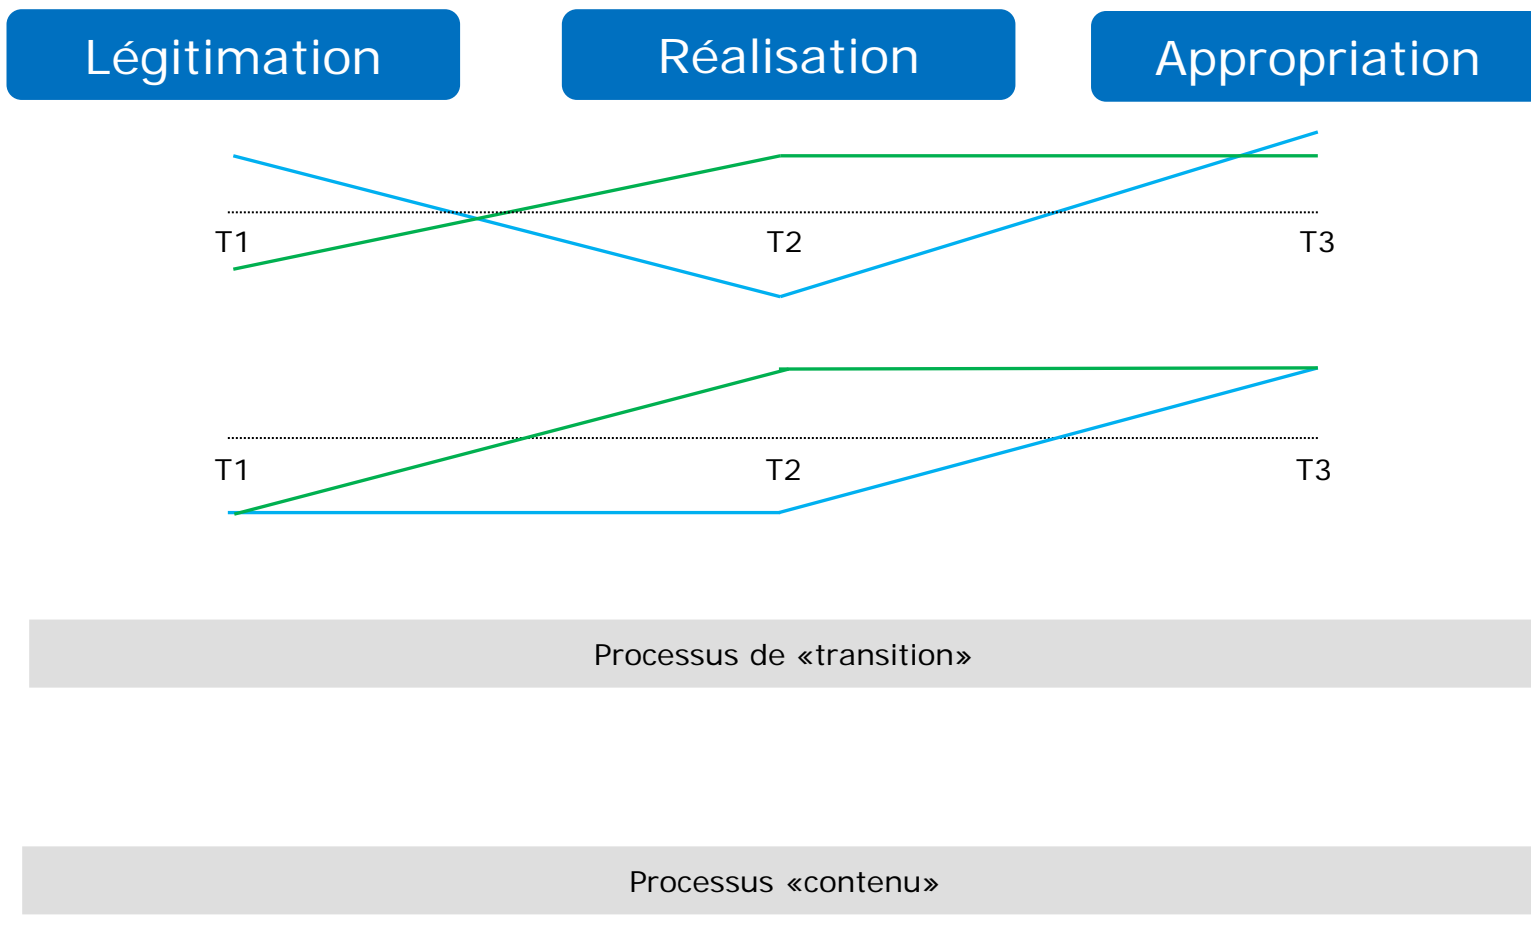 Légitimation
Réalisation
Appropriation
T1
T2
T3
T1
T2
T3
Processus de «transition»
Processus «contenu»